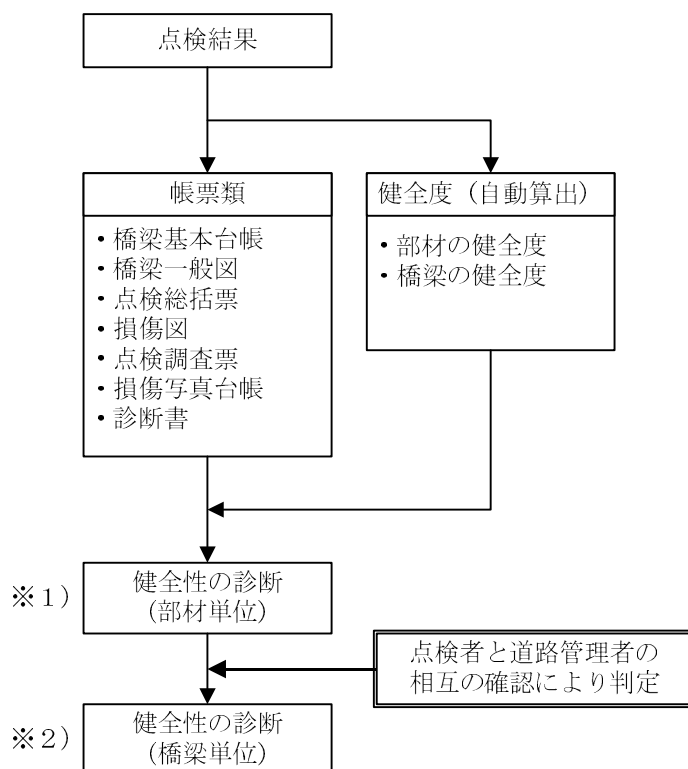 点検結果
帳票類
・橋梁基本台帳
・橋梁一般図
・点検総括票
・損傷図
・点検調査票
・損傷写真台帳
・診断書
健全度（自動算出）
・部材の健全度
・橋梁の健全度
※１）
健全性の診断
（部材単位）
点検者と道路管理者の
相互の確認により判定
※２）
健全性の診断
（橋梁単位）